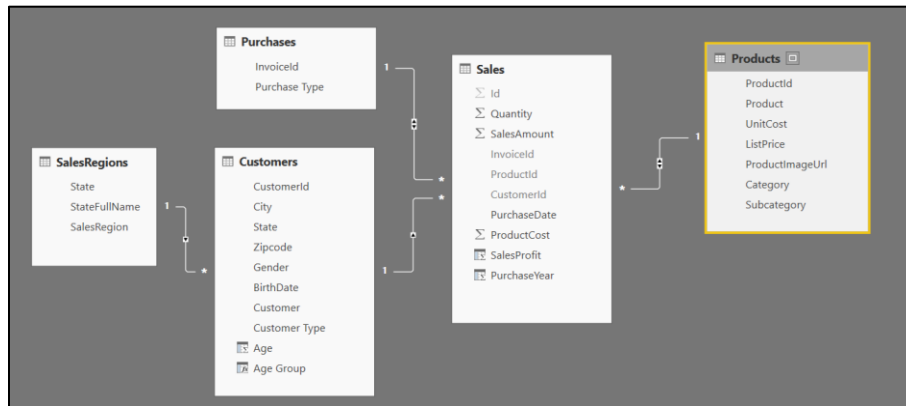 Purchases
InvoiceId
Purchase Type
1
*
Sales
Id
Quantity
SalesAmount
InvoiceId
ProductId
CustomerId
PurchaseDate
ProductCost
SalesProfit
PurchaseYear
*
*
1
Products
ProductId
Product
UnitCost
ListPrice
ProductImageUrl
Category
Subcategory
1
SalesRegions
State
StateFullName
SalesRegion
1
*
Customers
CustomerId
City
State
Zipcode
Gender
BirthDate
Customer
Customer Type
Age
Age Group